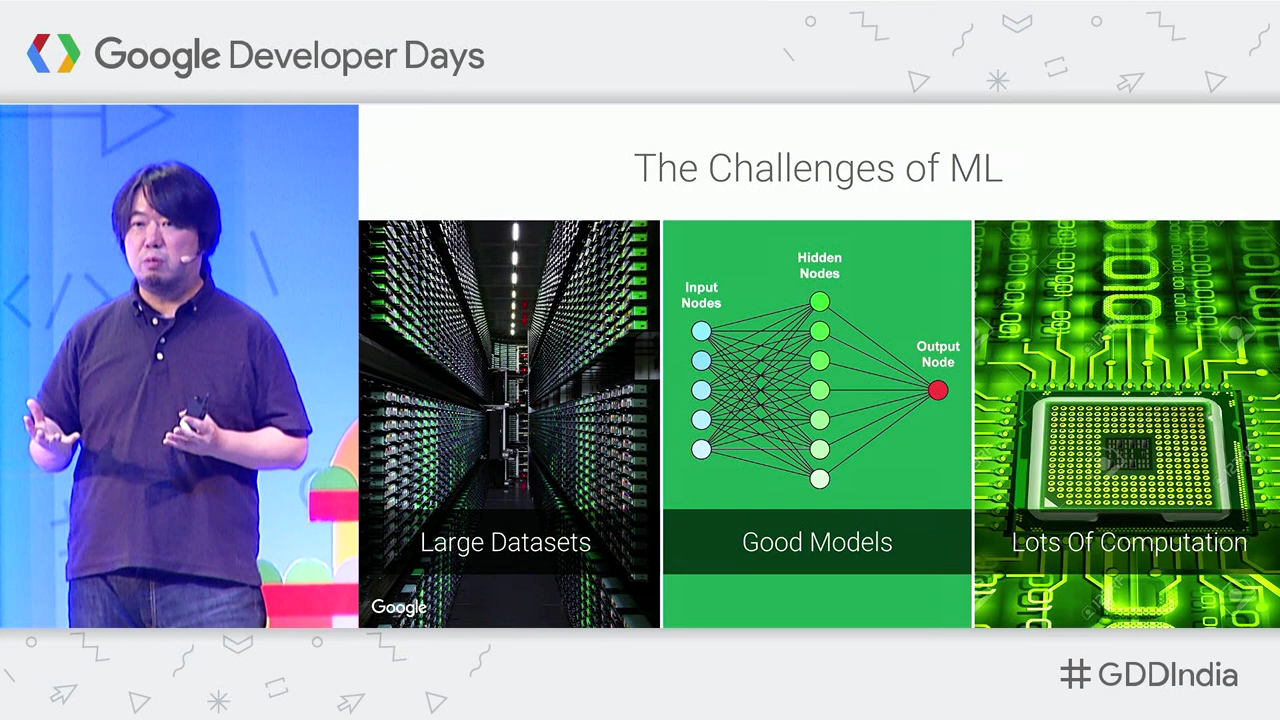 Google Developer Days
The Challenges of ML
Input
Nodes
Hidden
Nodes
Output
Node
Large Datasets
Good Models
Lots Of Computation
Google
#GDDIndia